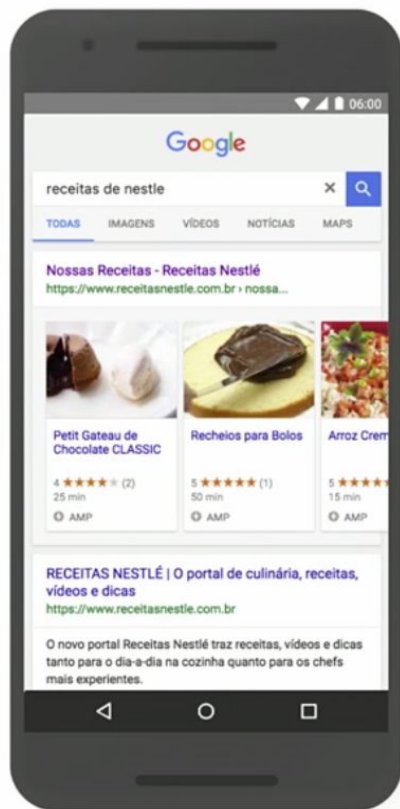 06:00
Google
receitas de nestle
TODAS IMAGENS VÍDEOS NOTÍCIAS MAPS
Nossas Receitas - Receitas Nestlé
https://www.receitasnestle.com.br › nossa...
Petit Gateau de
Chocolate CLASSIC
4 ★★★★★ (2)
25 min
AMP
Recheios para Bolos
5 ★★★★★ (1)
50 min
AMP
Arroz Crem
5 ★★★★
15 min
AMP
RECEITAS NESTLÉ | O portal de culinária, receitas,
vídeos e dicas
https://www.receitasnestle.com.br
O novo portal Receitas Nestlé traz receitas, vídeos e dicas
tanto para o dia-a-dia na cozinha quanto para os chefs
mais experientes.